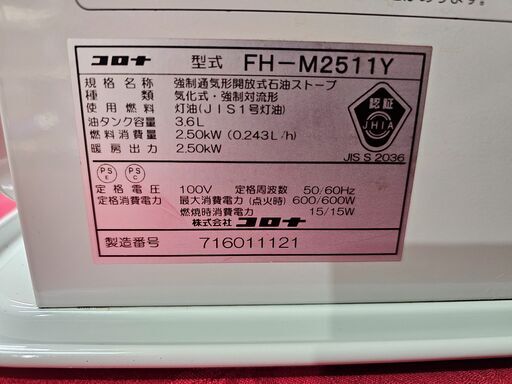 あります。
コロナ 型式 FH-M2511Y
規格名称 強制通気形開放式石油ストーブ
種類 気化式・強制対流形
使用燃料 灯油(JIS1号灯油)
油タンク容量 3.6L
燃料消費量 2.50kW (0.243L/h)
暖房出力 2.50kW
認証
JHIA
JIS S 2036
PS E PS C
定格電圧 100V 定格周波数 50/60Hz
定格消費電力 最大消費電力(点火時) 600/600W
燃焼時消費電力 15/15W
株式会社 コロナ
製造番号 716011121